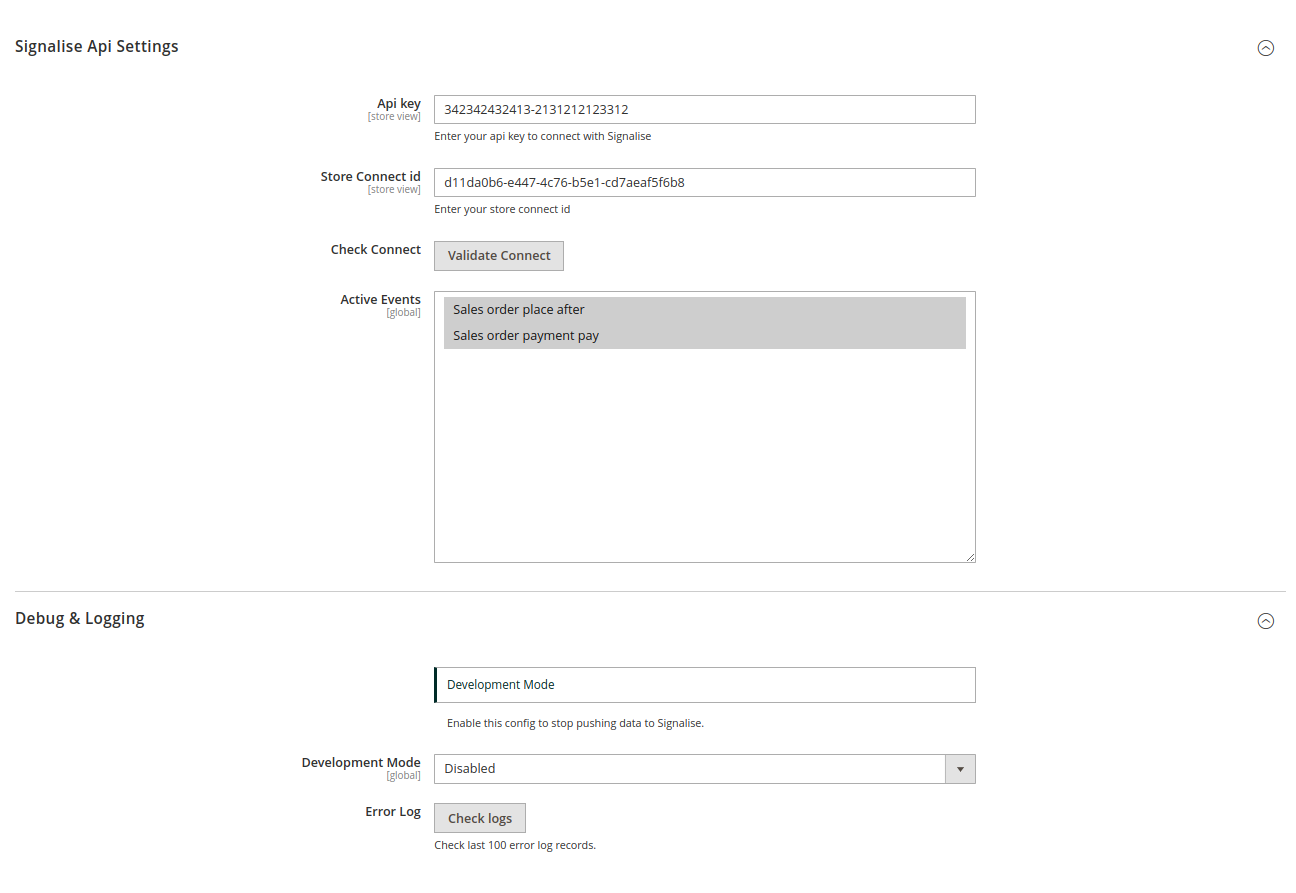 Signalise Api Settings
Api key
[store view]
342342432413-2131212123312
Enter your api key to connect with Signalise
Store Connect id
[store view]
d11da0b6-e447-4c76-b5e1-cd7aeaf5f6b8
Enter your store connect id
Check Connect
Validate Connect
Active Events
[global]
Sales order place after
Sales order payment pay
Debug & Logging
Development Mode
Enable this config to stop pushing data to Signalise.
Development Mode
[global]
Disabled
Error Log
Check logs
Check last 100 error log records.